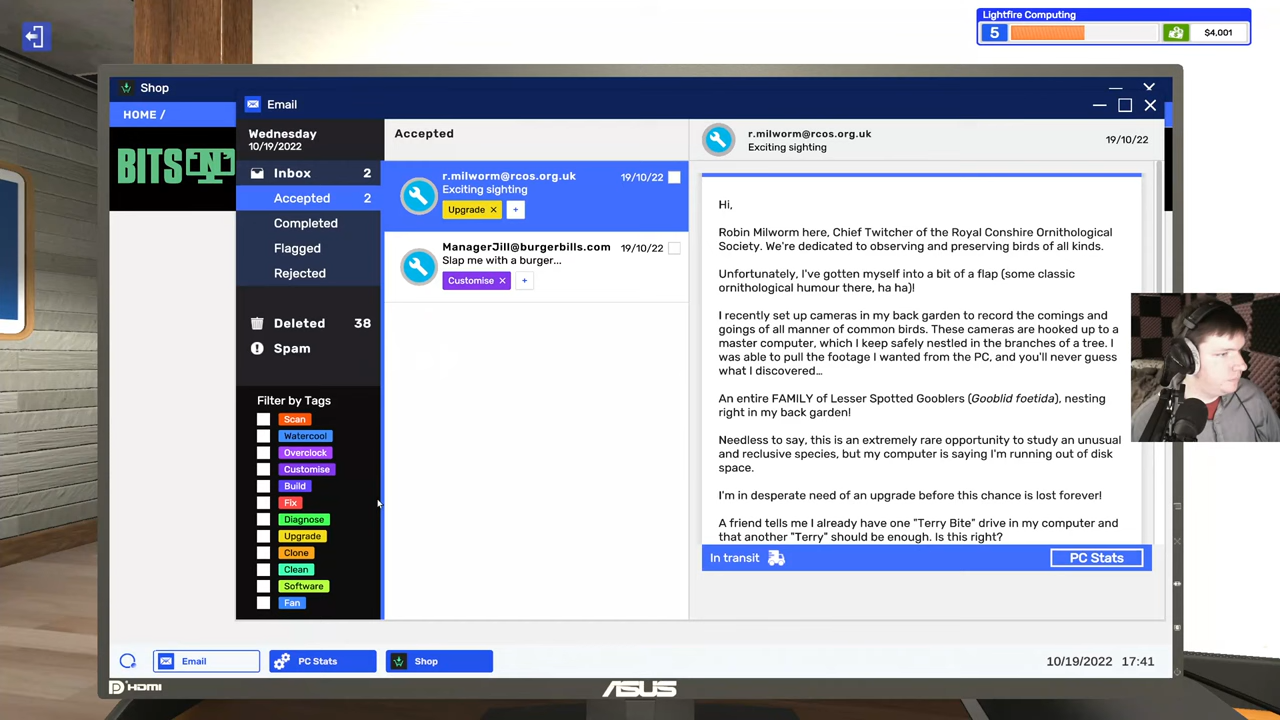 Lightfire Computing
5
$4,001
Shop
HOME /
BITS
Email
Wednesday
10/19/2022
Inbox 2
Accepted 2
Completed
Flagged
Rejected
Deleted 38
Spam
Filter by Tags
Scan
Watercool
Overclock
Customise
Build
Fix
Diagnose
Upgrade
Clone
Clean
Software
Fan
Accepted
r.milworm@rcos.org.uk 19/10/22
Exciting sighting
Upgrade × +
ManagerJill@burgerbills.com 19/10/22
Slap me with a burger...
Customise × +
r.milworm@rcos.org.uk
Exciting sighting
19/10/22
Hi,
Robin Milworm here, Chief Twitcher of the Royal Conshire Ornithological
Society. We're dedicated to observing and preserving birds of all kinds.
Unfortunately, I've gotten myself into a bit of a flap (some classic
ornithological humour there, ha ha)!
I recently set up cameras in my back garden to record the comings and
goings of all manner of common birds. These cameras are hooked up to a
master computer, which I keep safely nestled in the branches of a tree. I
was able to pull the footage I wanted from the PC, and you'll never guess
what I discovered…
An entire FAMILY of Lesser Spotted Gooblers (Gooblid foetida), nesting
right in my back garden!
Needless to say, this is an extremely rare opportunity to study an unusual
and reclusive species, but my computer is saying I'm running out of disk
space.
I'm in desperate need of an upgrade before this chance is lost forever!
A friend tells me I already have one "Terry Bite" drive in my computer and
that another "Terry" should be enough. Is this right?
In transit
PC Stats
Email
PC Stats
Shop
10/19/2022 17:41
HDMI
ASUS